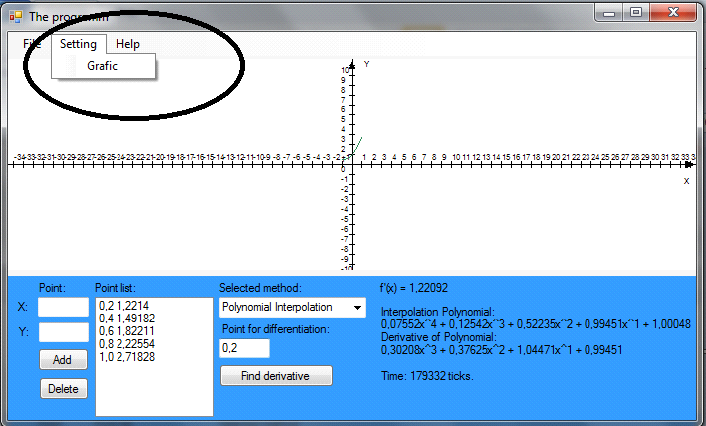 The programm
File Setting Help
Grafic
Y
10
9
8
7
6
5
4
3
2
1
-34-33-32-31-30-29-28-27-26-25-24-23-22-21-20-19-18-17-16-15-14-13-12-11-10 -9 -8 -7 -6 -5 -4 -3 -2 -1 1 2 3 4 5 6 7 8 9 10 11 12 13 14 15 16 17 18 19 20 21 22 23 24 25 26 27 28 29 30 31 32 33 34
0
X
-1
-2
-3
-4
-5
-6
-7
-8
-9
-10
Point: Point list: Selected method: f'(x) = 1,22092
X: 0,2 1,2214 Polynomial Interpolation
0,4 1,49182 Interpolation Polynomial:
Y: 0,6 1,82211 Point for differentiation: 0,07552x^4 + 0,12542x^3 + 0,52235x^2 + 0,99451x^1 + 1,00048
0,8 2,22554 Derivative of Polynomial:
Add 1,0 2,71828 0,2 0,30208x^3 + 0,37625x^2 + 1,04471x^1 + 0,99451
Delete Find derivative Time: 179332 ticks.